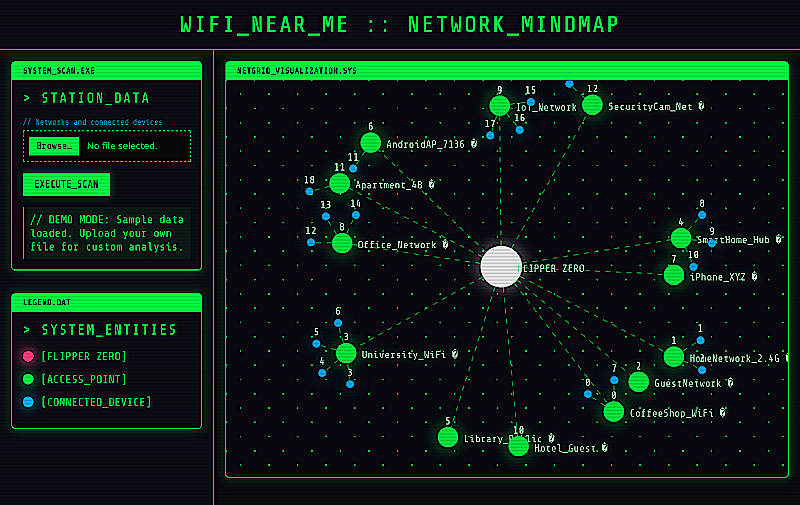 WIFI_NEAR_ME :: NETWORK_MINDMAP
SYSTEM_SCAN.EXE
> STATION_DATA
// Networks and connected devices
Browse… No file selected.
EXECUTE_SCAN
// DEMO MODE: Sample data
loaded. Upload your own
file for custom analysis.
LEGEND.DAT
> SYSTEM_ENTITIES
[FLIPPER ZERO]
[ACCESS_POINT]
[CONNECTED_DEVICE]
NETGRID_VISUALIZATION.SYS
9
15
12
IoT_Network
SecurityCam_Net �
17
16
6
AndroidAP_7136 �
11
11
18
Apartment_4B �
13
14
12
8
Office_Network �
8
4
9
SmartHome_Hub �
10
7
iPhone_XYZ �
FLIPPER ZERO
6
5
3
University_WiFi �
4
3
1
1
HomeNetwork_2.4G �
2
7
2
GuestNetwork �
0
0
CoffeeShop_WiFi �
5
10
Library_Public �
Hotel_Guest �